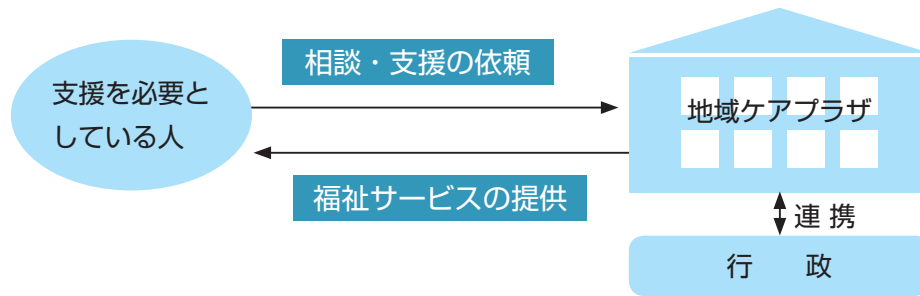 相談・支援の依頼
支援を必要と
している人
地域ケアプラザ
福祉サービスの提供
連 携
行　政